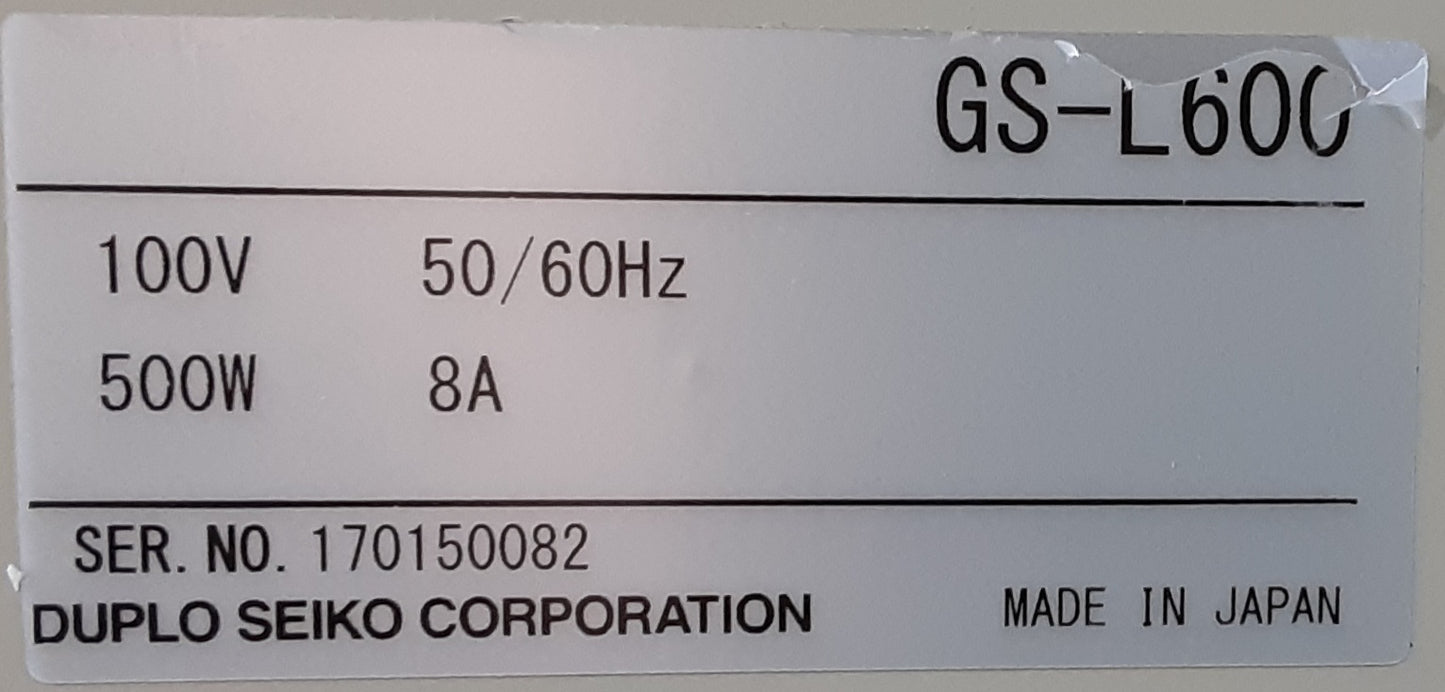 GS-L600
100V 50/60Hz
500W 8A
SER. NO. 170150082
DUPLO SEIKO CORPORATION MADE IN JAPAN